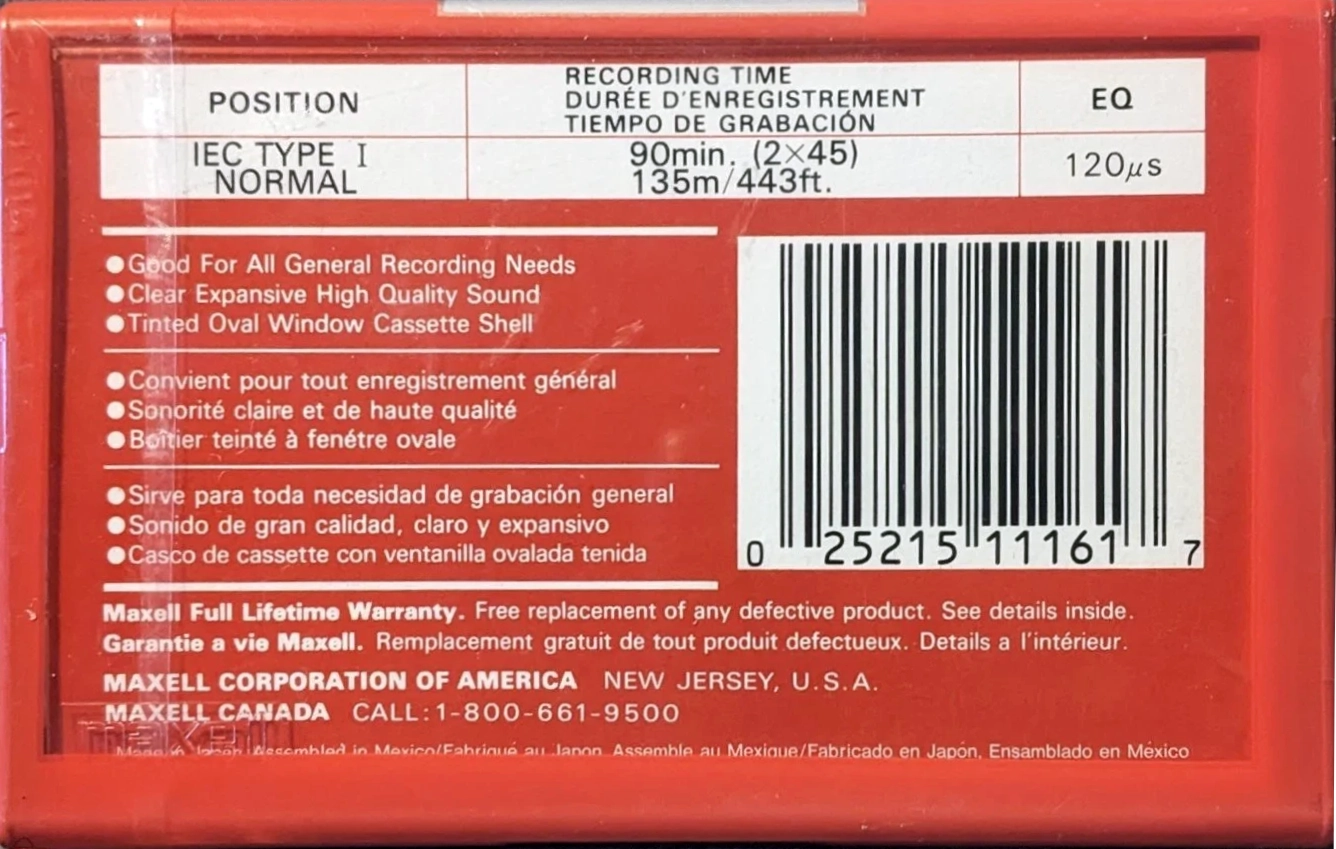 POSITION
RECORDING TIME
DURÉE D'ENREGISTREMENT
TIEMPO DE GRABACIÓN
EQ
IEC TYPE I
NORMAL
90min. (2×45)
135m/443ft.
120μs
●Good For All General Recording Needs
●Clear Expansive High Quality Sound
●Tinted Oval Window Cassette Shell
●Convient pour tout enregistrement général
●Sonorité claire et de haute qualité
●Boîtier teinté à fenétre ovale
●Sirve para toda necesidad de grabación general
●Sonido de gran calidad, claro y expansivo
●Casco de cassette con ventanilla ovalada tenida
0 25215 11161 7
Maxell Full Lifetime Warranty. Free replacement of any defective product. See details inside.
Garantie a vie Maxell. Remplacement gratuit de tout produit defectueux. Details a l'intérieur.
MAXELL CORPORATION OF AMERICA NEW JERSEY, U.S.A.
MAXELL CANADA CALL:1-800-661-9500
maxell
Made in Japan, Assembled in Mexico/Fabriqué au Japon, Assemble au Mexique/Fabricado en Japón, Ensamblado en México